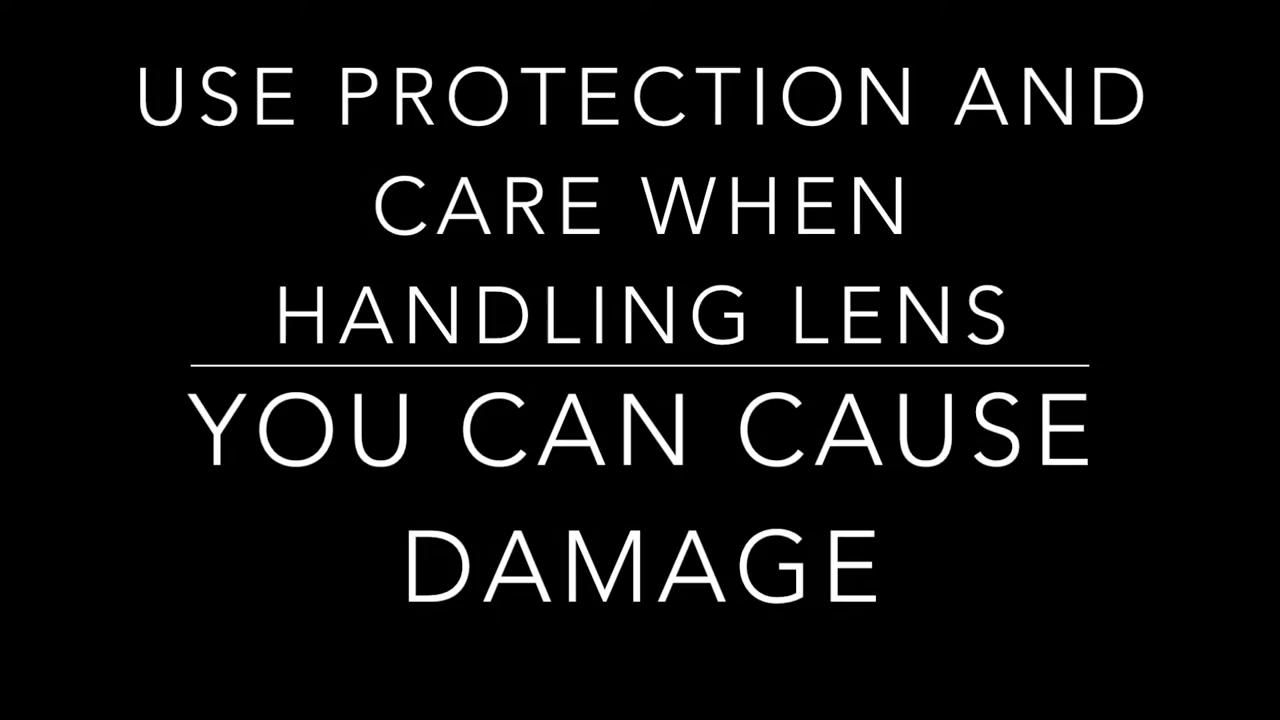 USE PROTECTION AND
CARE WHEN
HANDLING LENS
YOU CAN CAUSE
DAMAGE